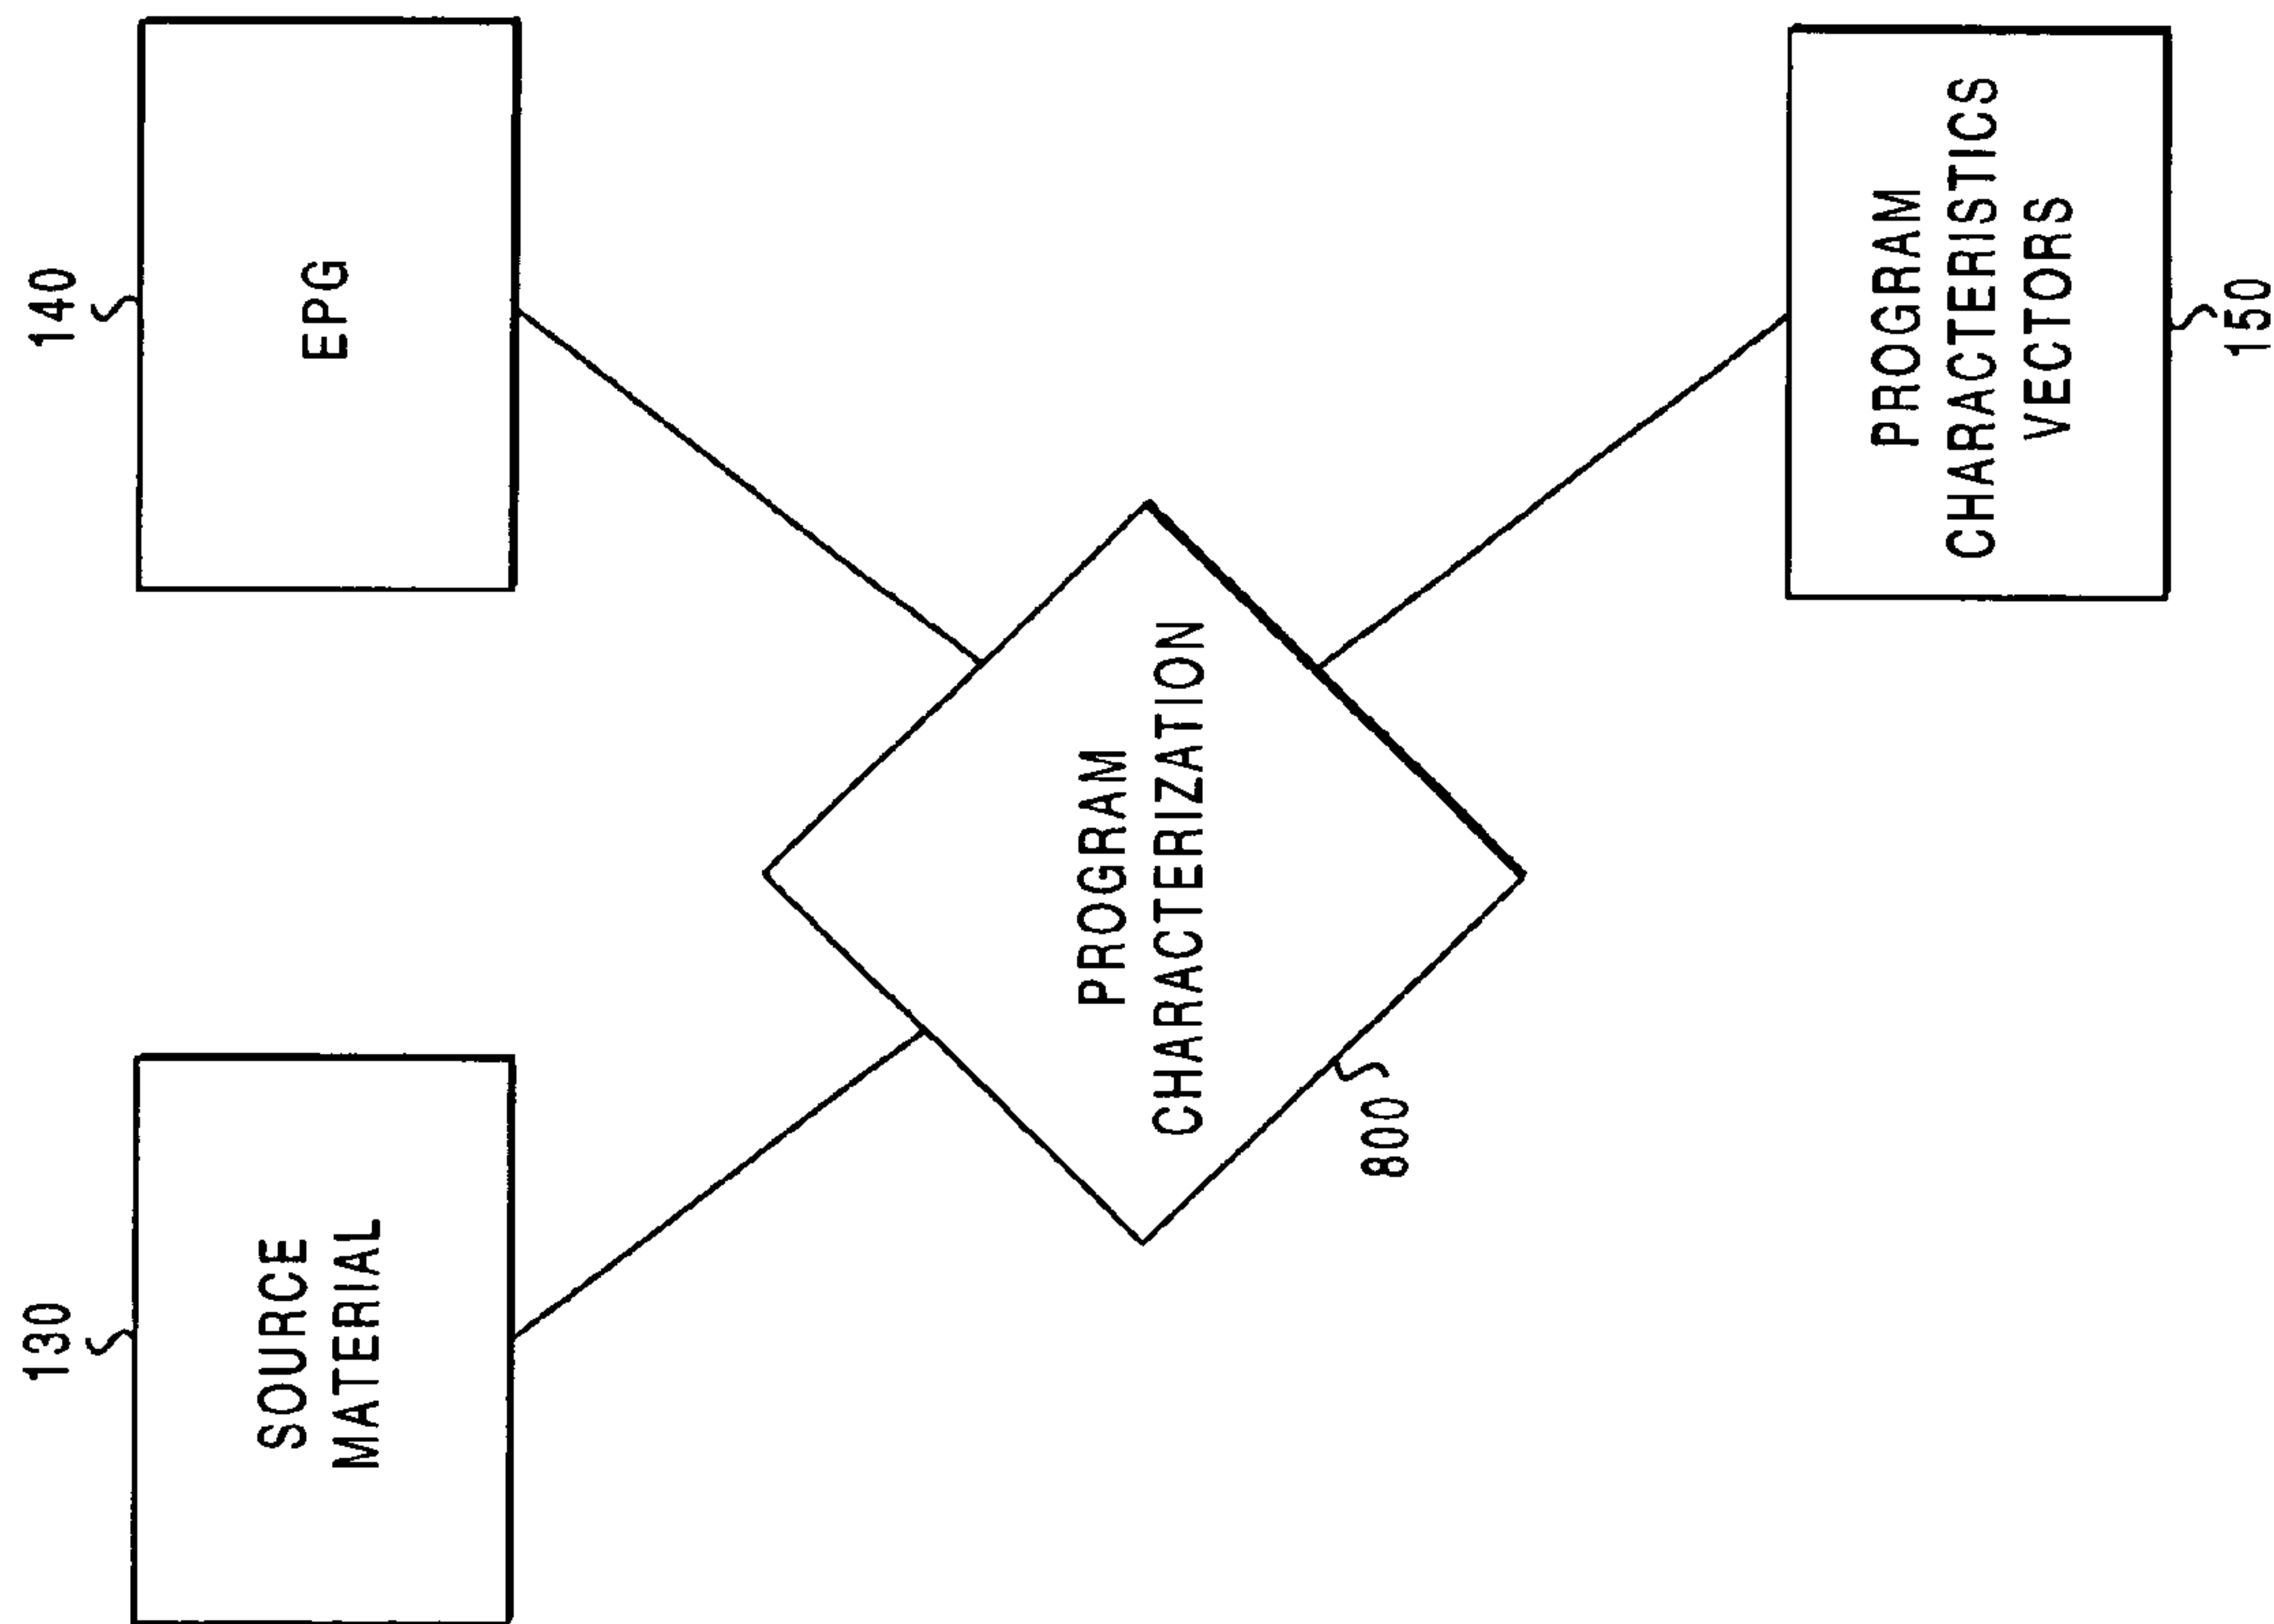 130
SOURCE
MATERIAL
140
EPG
PROGRAM
CHARACTERIZATION
800
PROGRAM
CHARACTERISTICS
VECTORS
150